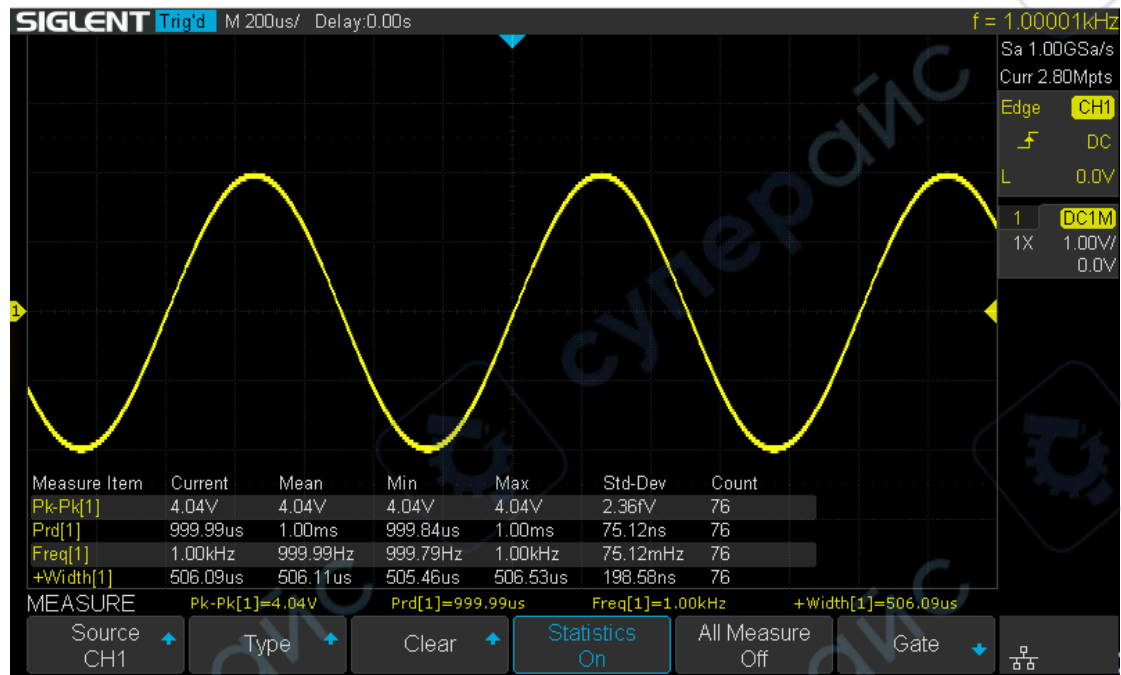 SIGLENT Trig'd M 200us/ Delay:0.00s f = 1.00001kHz
Sa 1.00GSa/s
Curr 2.80Mpts
Edge CH1
DC
L 0.0V
1 DC1M
1X 1.00V/
0.0V
1
суперайс
Measure Item Current Mean Min Max Std-Dev Count
Pk-Pk[1] 4.04V 4.04V 4.04V 4.04V 2.36fV 76
Prd[1] 999.99us 1.00ms 999.84us 1.00ms 75.12ns 76
Freq[1] 1.00kHz 999.99Hz 999.79Hz 1.00kHz 75.12mHz 76
+Width[1] 506.09us 506.11us 505.46us 506.53us 198.58ns 76
MEASURE Pk-Pk[1]=4.04V Prd[1]=999.99us Freq[1]=1.00kHz +Width[1]=506.09us
Source Type Clear Statistics All Measure Gate
CH1 On Off